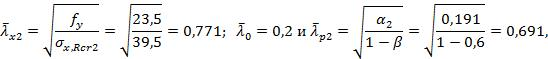 λ̄x2 = √(fy / σx,Rcr2) = √(23,5 / 39,5) = 0,771; λ̄0 = 0,2 и λ̄p2 = √(α2 / (1 − β)) = √(0,191 / (1 − 0,6)) = 0,691,